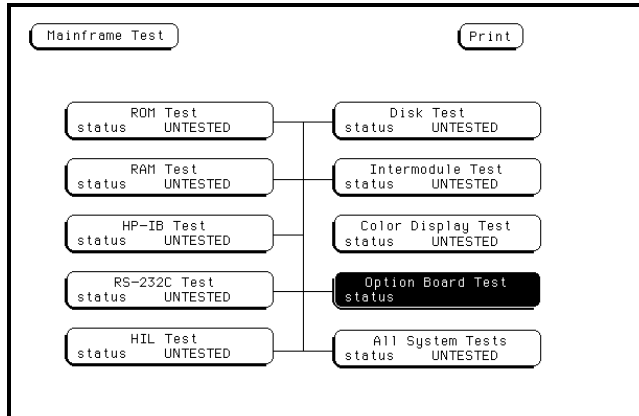 Mainframe Test
Print
ROM Test
status UNTESTED
Disk Test
status UNTESTED
RAM Test
status UNTESTED
Intermodule Test
status UNTESTED
HP-IB Test
status UNTESTED
Color Display Test
status UNTESTED
RS-232C Test
status UNTESTED
Option Board Test
status
HIL Test
status UNTESTED
All System Tests
status UNTESTED